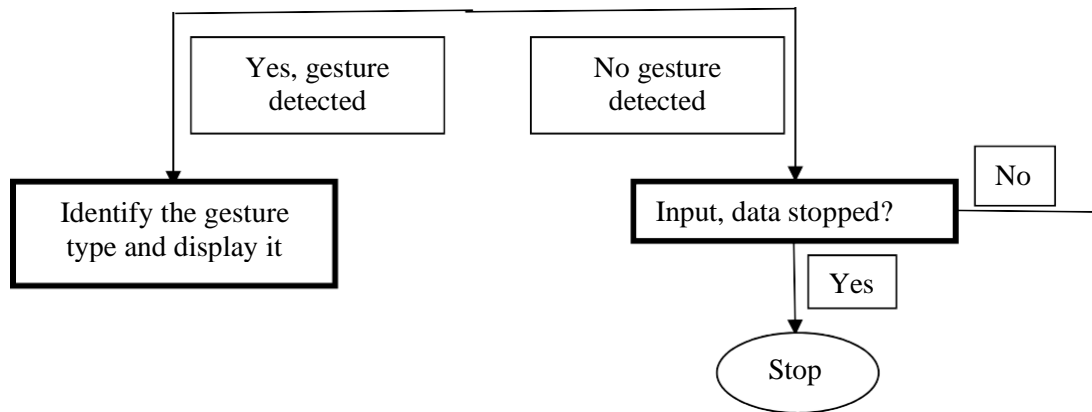 Yes, gesture
detected
No gesture
detected
Identify the gesture
type and display it
Input, data stopped?
No
Yes
Stop